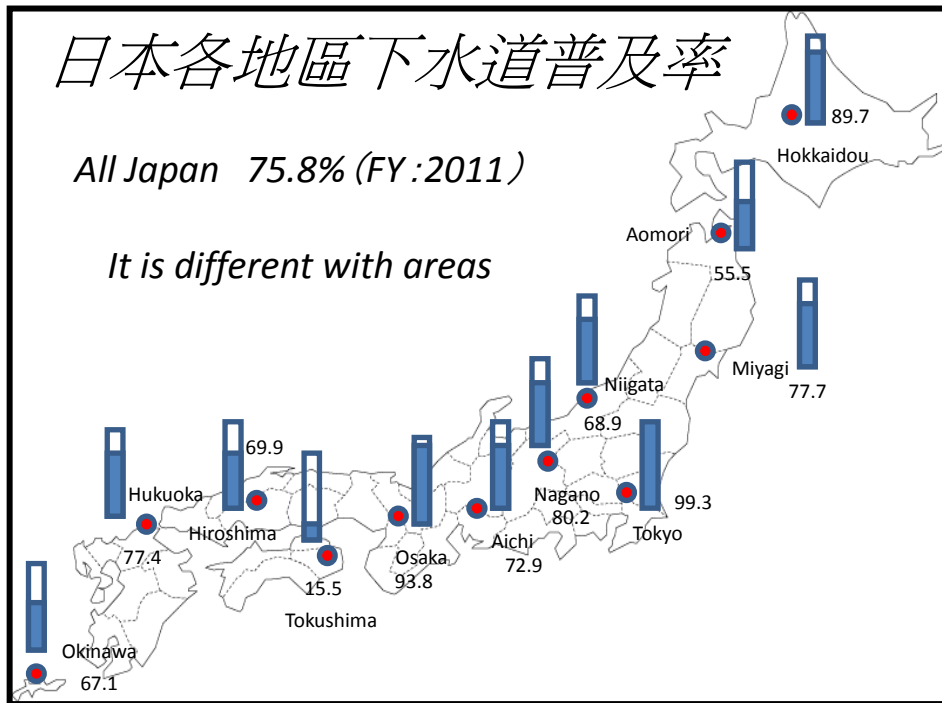 日本各地區下水道普及率
All Japan 75.8% (FY :2011)
It is different with areas
89.7
Hokkaidou
Aomori
55.5
Miyagi
77.7
Niigata
68.9
69.9
Hukuoka
77.4
Hiroshima
Nagano
80.2
99.3
Tokyo
Aichi
72.9
Osaka
93.8
15.5
Tokushima
Okinawa
67.1